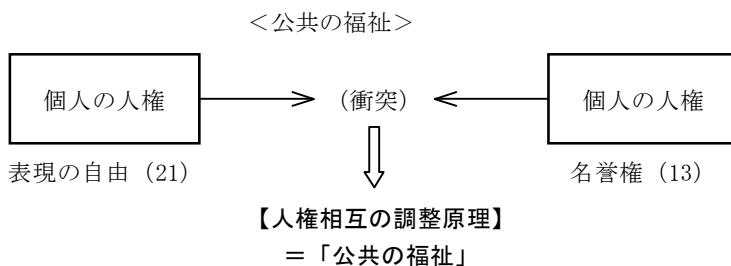 <公共の福祉>
個人の人権
(衝突)
個人の人権
表現の自由 (21)
名誉権 (13)
【人権相互の調整原理】
=「公共の福祉」